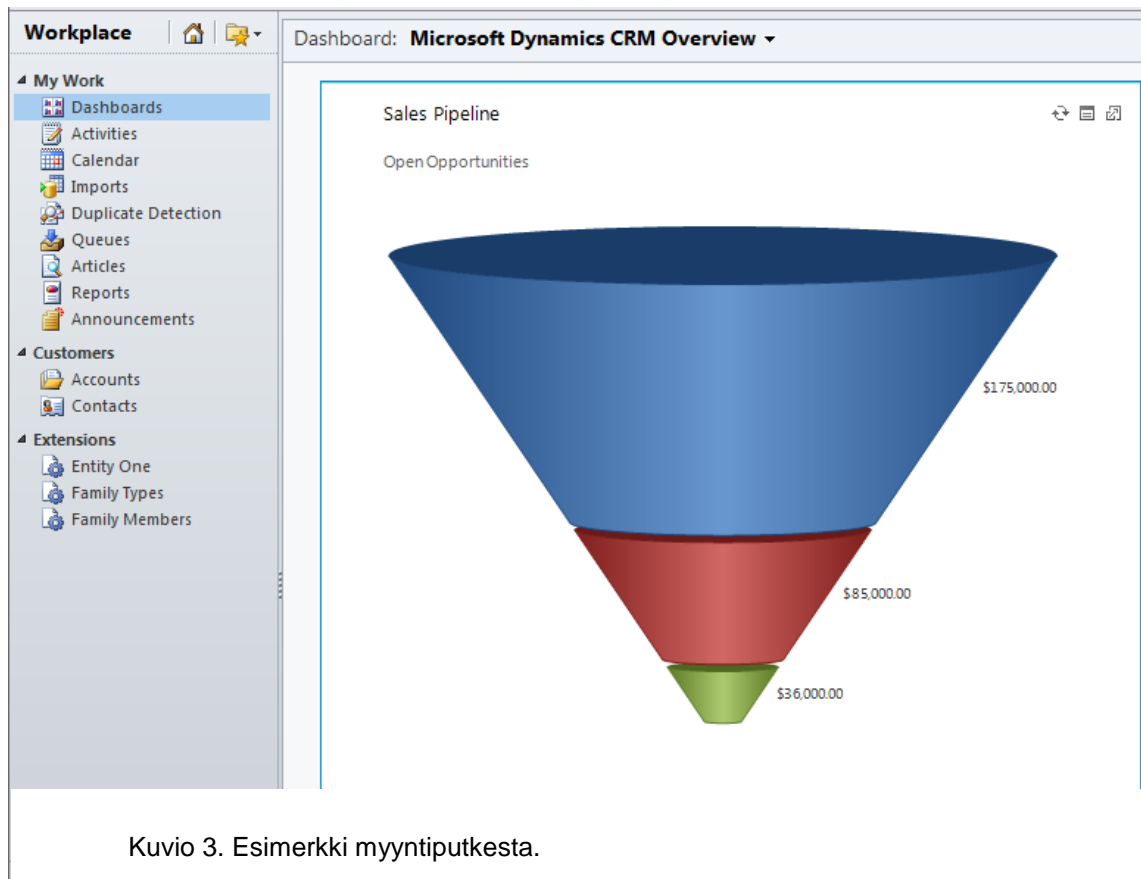 Workplace
My Work
Dashboards
Activities
Calendar
Imports
Duplicate Detection
Queues
Articles
Reports
Announcements
Customers
Accounts
Contacts
Extensions
Entity One
Family Types
Family Members
Dashboard: Microsoft Dynamics CRM Overview
Sales Pipeline
Open Opportunities
$175,000.00
$85,000.00
$36,000.00
Kuvio 3. Esimerkki myyntiputkesta.